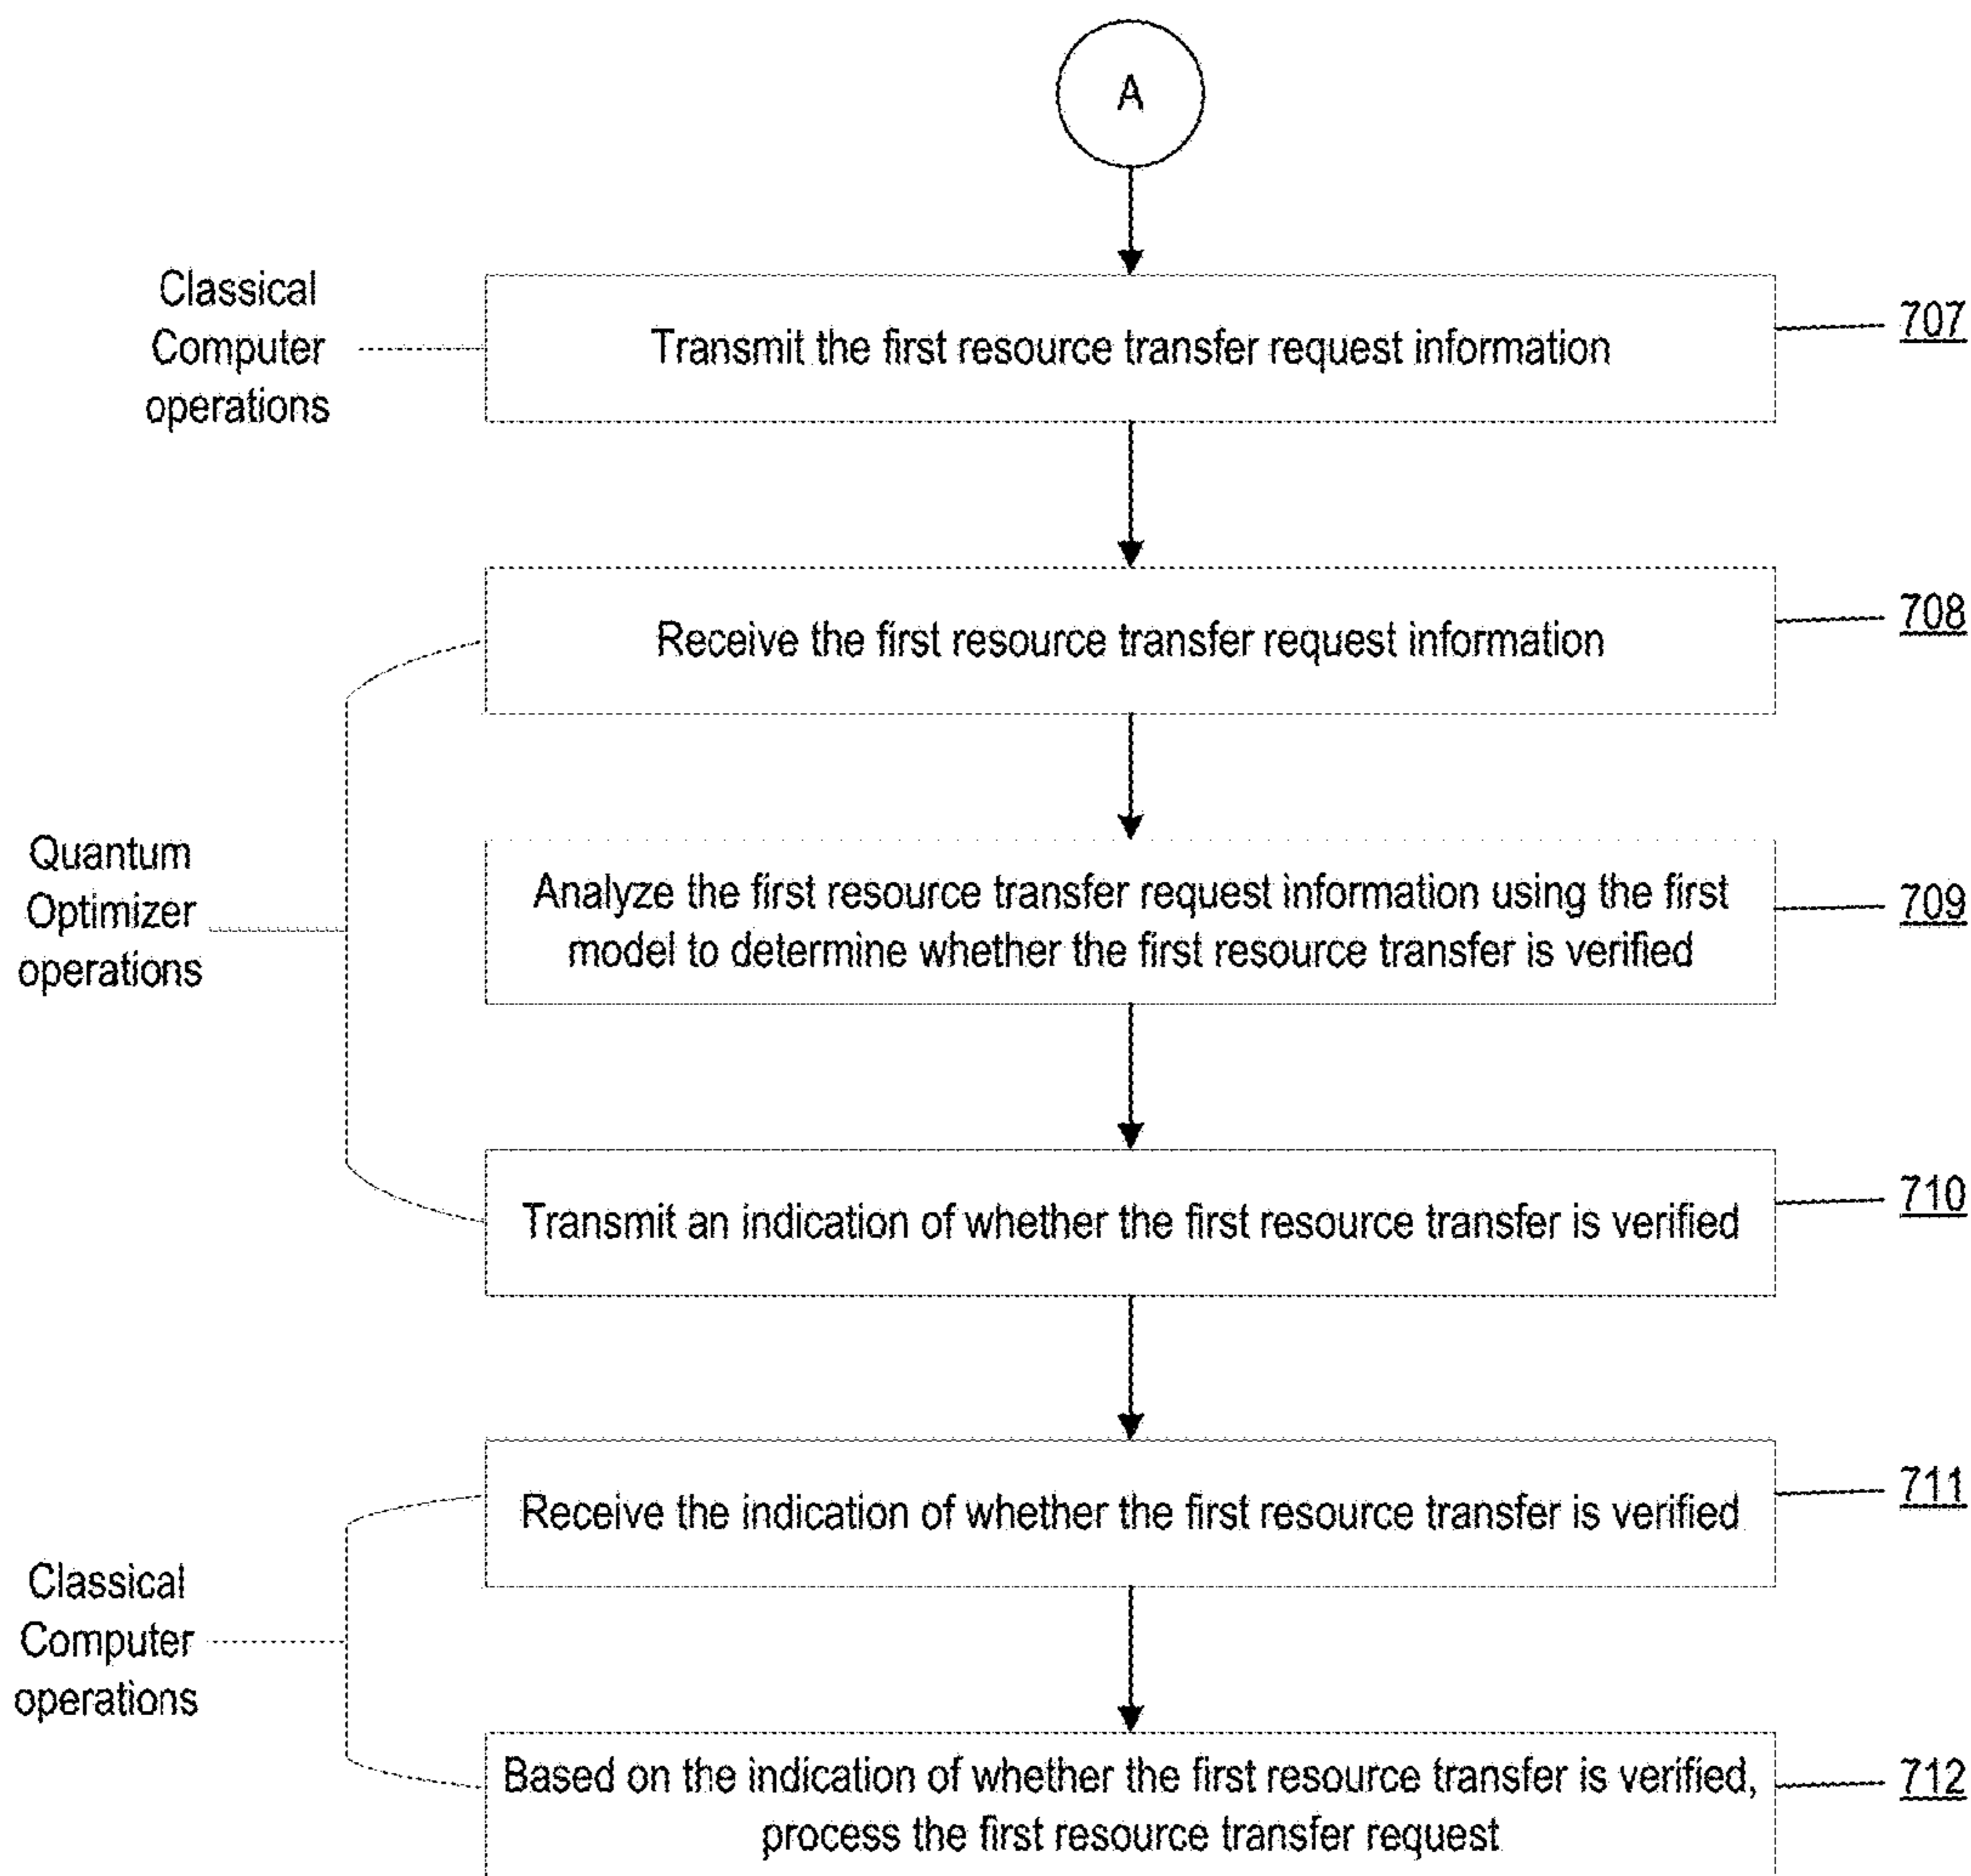 A
Classical
Computer
operations
Transmit the first resource transfer request information
707
Receive the first resource transfer request information
708
Quantum
Optimizer
operations
Analyze the first resource transfer request information using the first
model to determine whether the first resource transfer is verified
709
Transmit an indication of whether the first resource transfer is verified
710
Receive the indication of whether the first resource transfer is verified
711
Classical
Computer
operations
Based on the indication of whether the first resource transfer is verified,
process the first resource transfer request
712